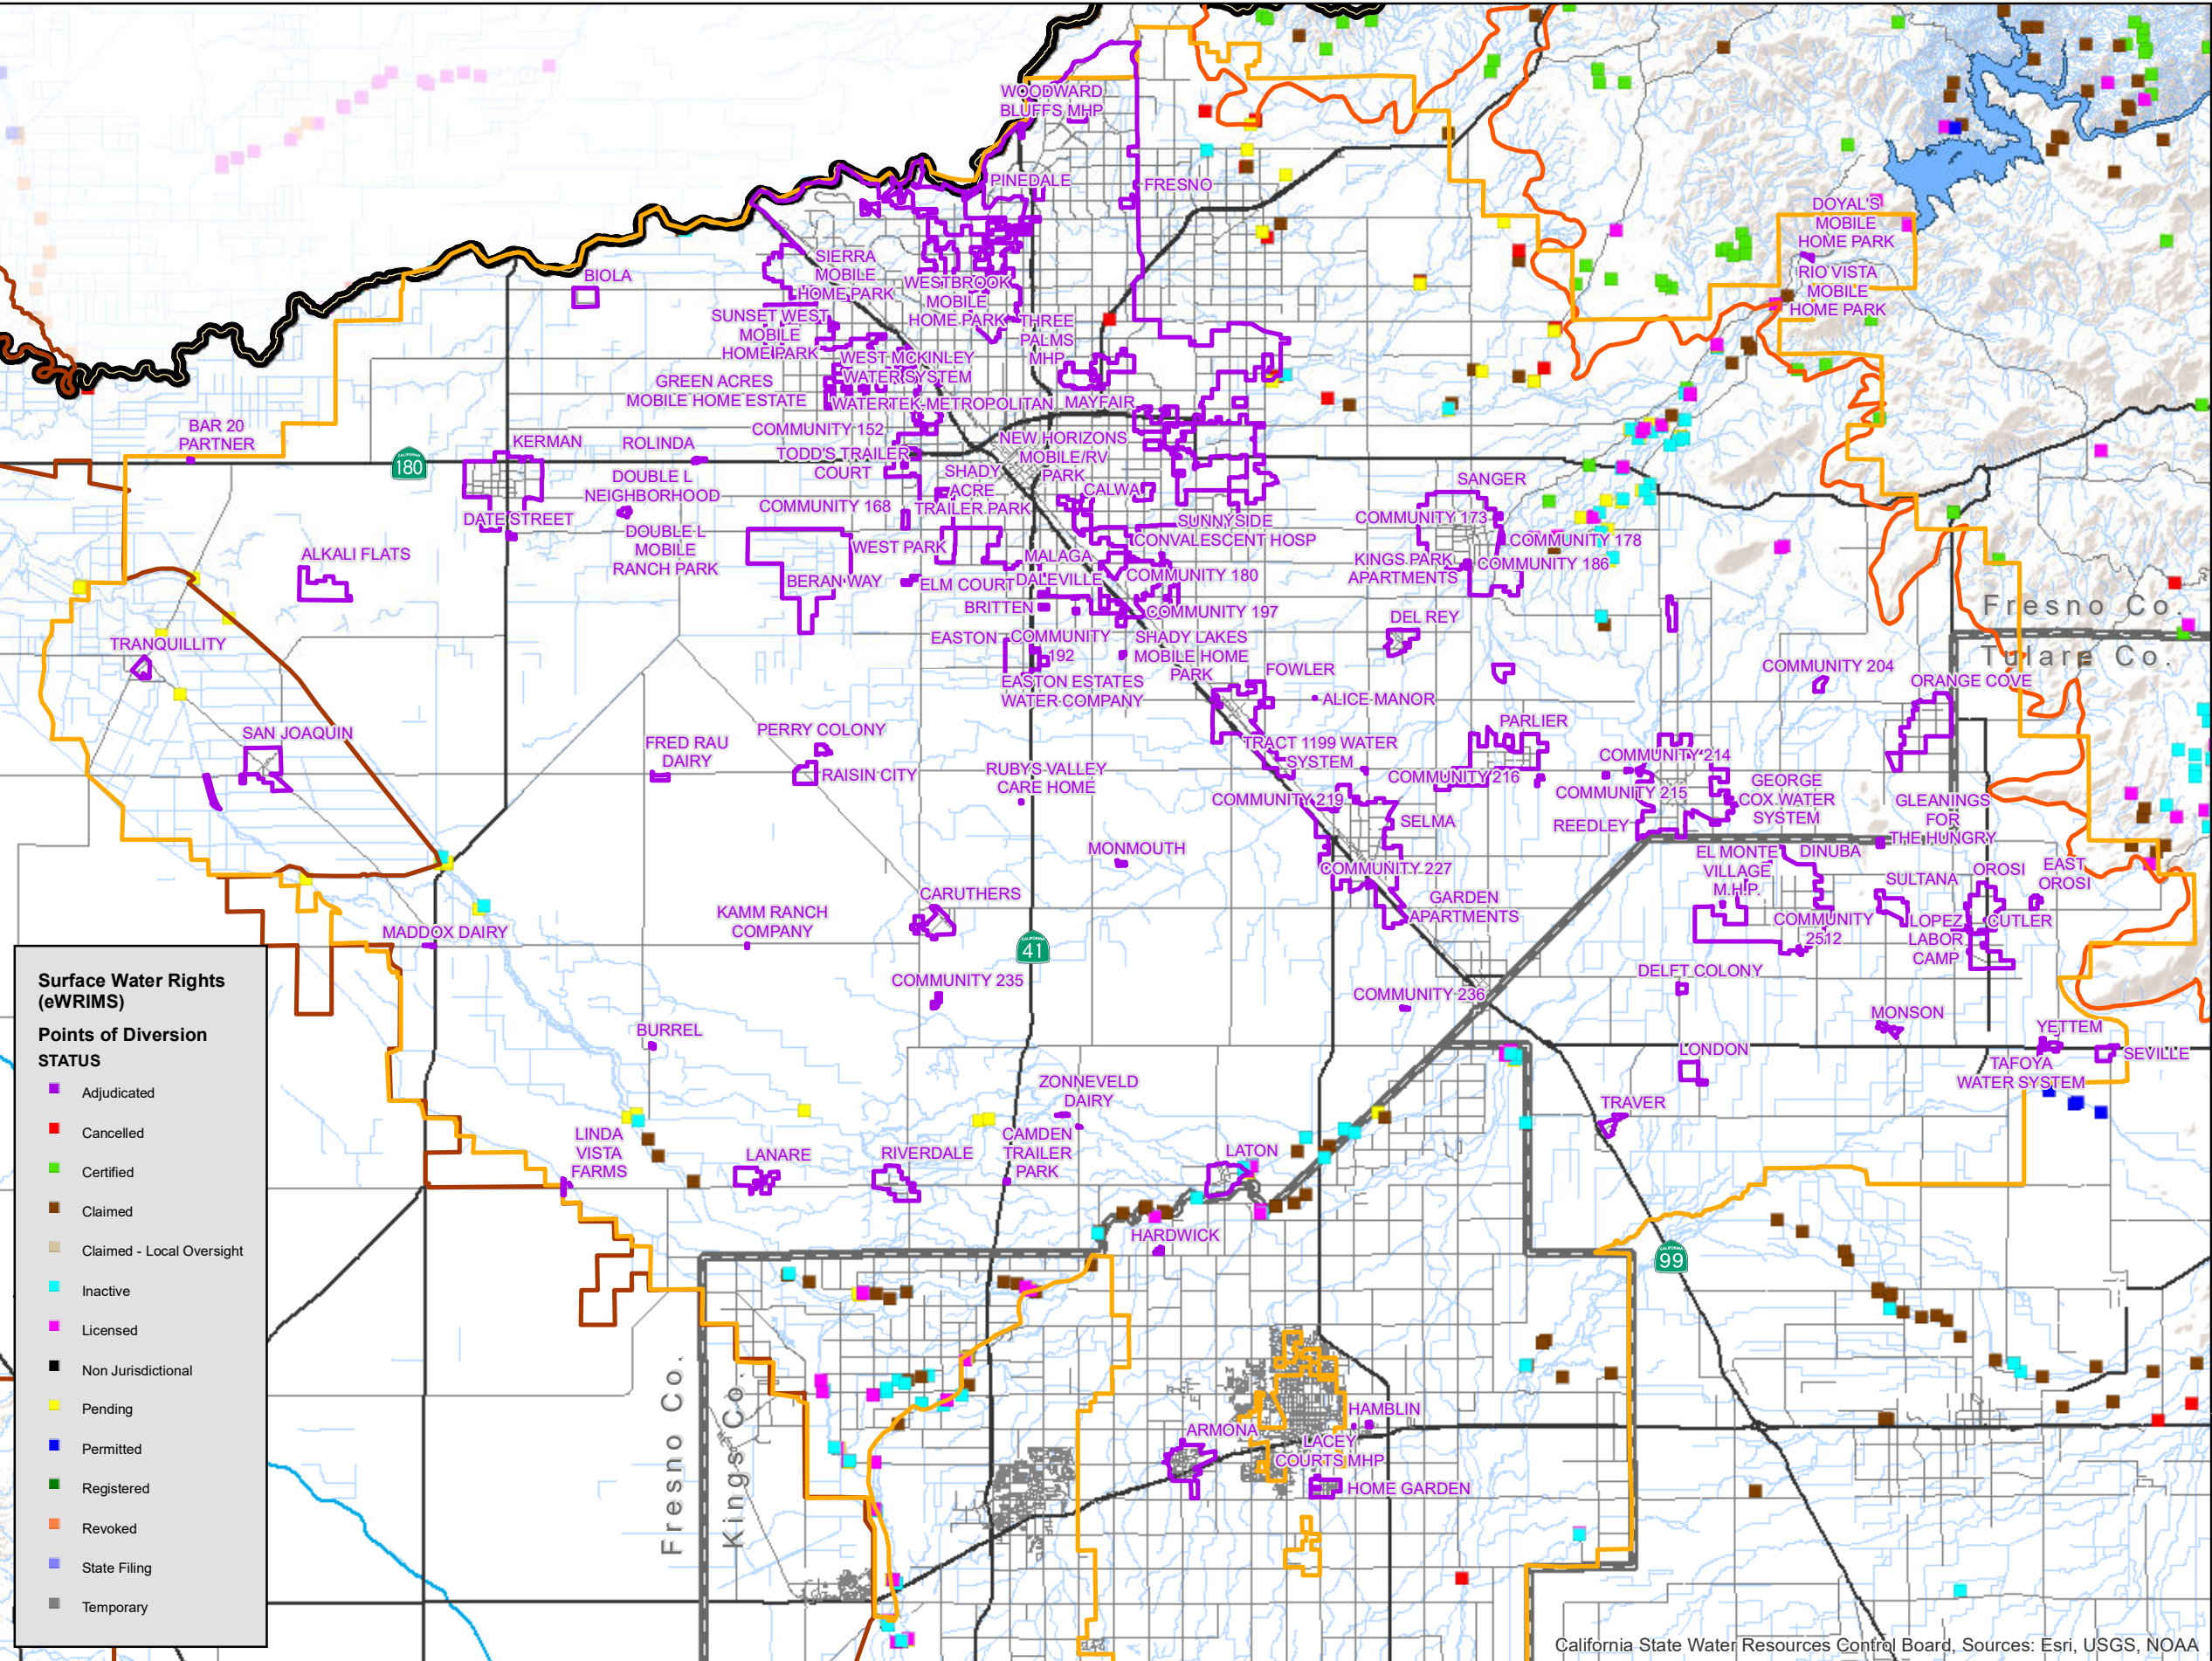 WOODWARD
BLUFFS MHP
PINEDALE
FRESNO
DOYAL'S
MOBILE
HOME PARK
RIO VISTA
MOBILE
HOME PARK
BIOLA
SIERRA
MOBILE
HOME PARK
WESTBROOK
MOBILE
HOME PARK
SUNSET WEST
MOBILE
HOME PARK
THREE
PALMS
MHP
WEST MCKINLEY
WATER SYSTEM
GREEN ACRES
MOBILE HOME ESTATE
WATERTEK-METROPOLITAN
MAYFAIR
BAR 20
PARTNER
CALIFORNIA
180
KERMAN
ROLINDA
COMMUNITY 152
TODD'S TRAILER
COURT
NEW HORIZONS
MOBILE/RV
PARK
SHADY
ACRE
TRAILER PARK
CALWA
SANGER
DOUBLE L
NEIGHBORHOOD
COMMUNITY 168
DATE STREET
SUNNYSIDE
CONVALESCENT HOSP
COMMUNITY 173
COMMUNITY 178
ALKALI FLATS
DOUBLE L
MOBILE
RANCH PARK
WEST PARK
MALAGA
KINGS PARK
APARTMENTS
COMMUNITY 186
BERAN WAY
ELM COURT
DALEVILLE
COMMUNITY 180
BRITTEN
COMMUNITY 197
DEL REY
Fresno Co.
Tulare Co.
TRANQUILLITY
EASTON
COMMUNITY
192
SHADY LAKES
MOBILE HOME
PARK
FOWLER
COMMUNITY 204
ORANGE COVE
EASTON ESTATES
WATER COMPANY
ALICE MANOR
SAN JOAQUIN
PERRY COLONY
FRED RAU
DAIRY
RAISIN CITY
RUBYS VALLEY
CARE HOME
TRACT 1199 WATER
SYSTEM
PARLIER
COMMUNITY 216
COMMUNITY 214
COMMUNITY 215
GEORGE
COX WATER
SYSTEM
GLEANINGS
FOR
THE HUNGRY
COMMUNITY 219
SELMA
REEDLEY
MONMOUTH
EL MONTE
VILLAGE
M.H.P.
DINUBA
COMMUNITY 227
SULTANA
OROSI
EAST
OROSI
CARUTHERS
GARDEN
APARTMENTS
KAMM RANCH
COMPANY
COMMUNITY
2512
LOPEZ
LABOR
CAMP
CUTLER
MADDOX DAIRY
CALIFORNIA
41
COMMUNITY 235
COMMUNITY 236
DELFT COLONY
MONSON
BURREL
YETTEM
LONDON
SEVILLE
TAFOYA
WATER SYSTEM
ZONNEVELD
DAIRY
TRAVER
LINDA
VISTA
FARMS
LANARE
RIVERDALE
CAMDEN
TRAILER
PARK
LATON
HARDWICK
CALIFORNIA
99
Fresno Co.
Kings Co.
ARMONA
HAMBLIN
LACEY
COURTS MHP
HOME GARDEN
Surface Water Rights
(eWRIMS)
Points of Diversion
STATUS
Adjudicated
Cancelled
Certified
Claimed
Claimed - Local Oversight
Inactive
Licensed
Non Jurisdictional
Pending
Permitted
Registered
Revoked
State Filing
Temporary
California State Water Resources Control Board, Sources: Esri, USGS, NOAA